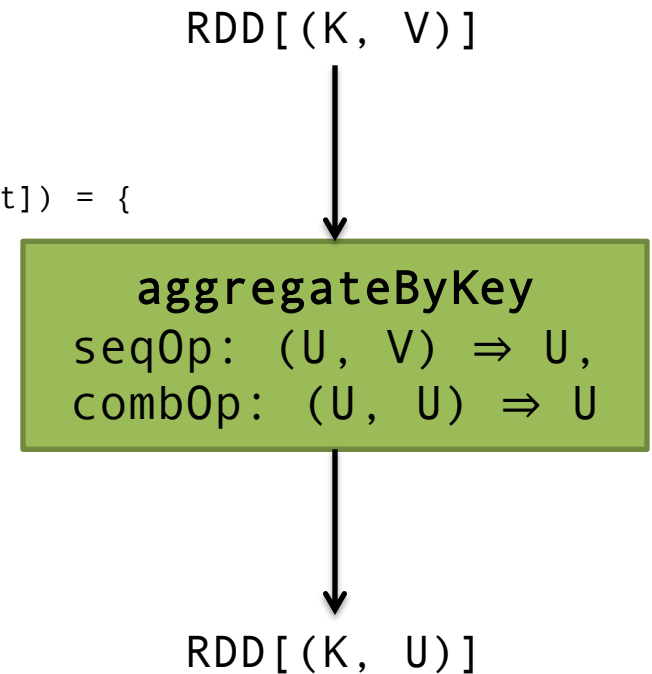 RDD[(K, V)]
t]) = {
aggregateByKey
seqOp: (U, V) ⇒ U,
combOp: (U, U) ⇒ U
RDD[(K, U)]